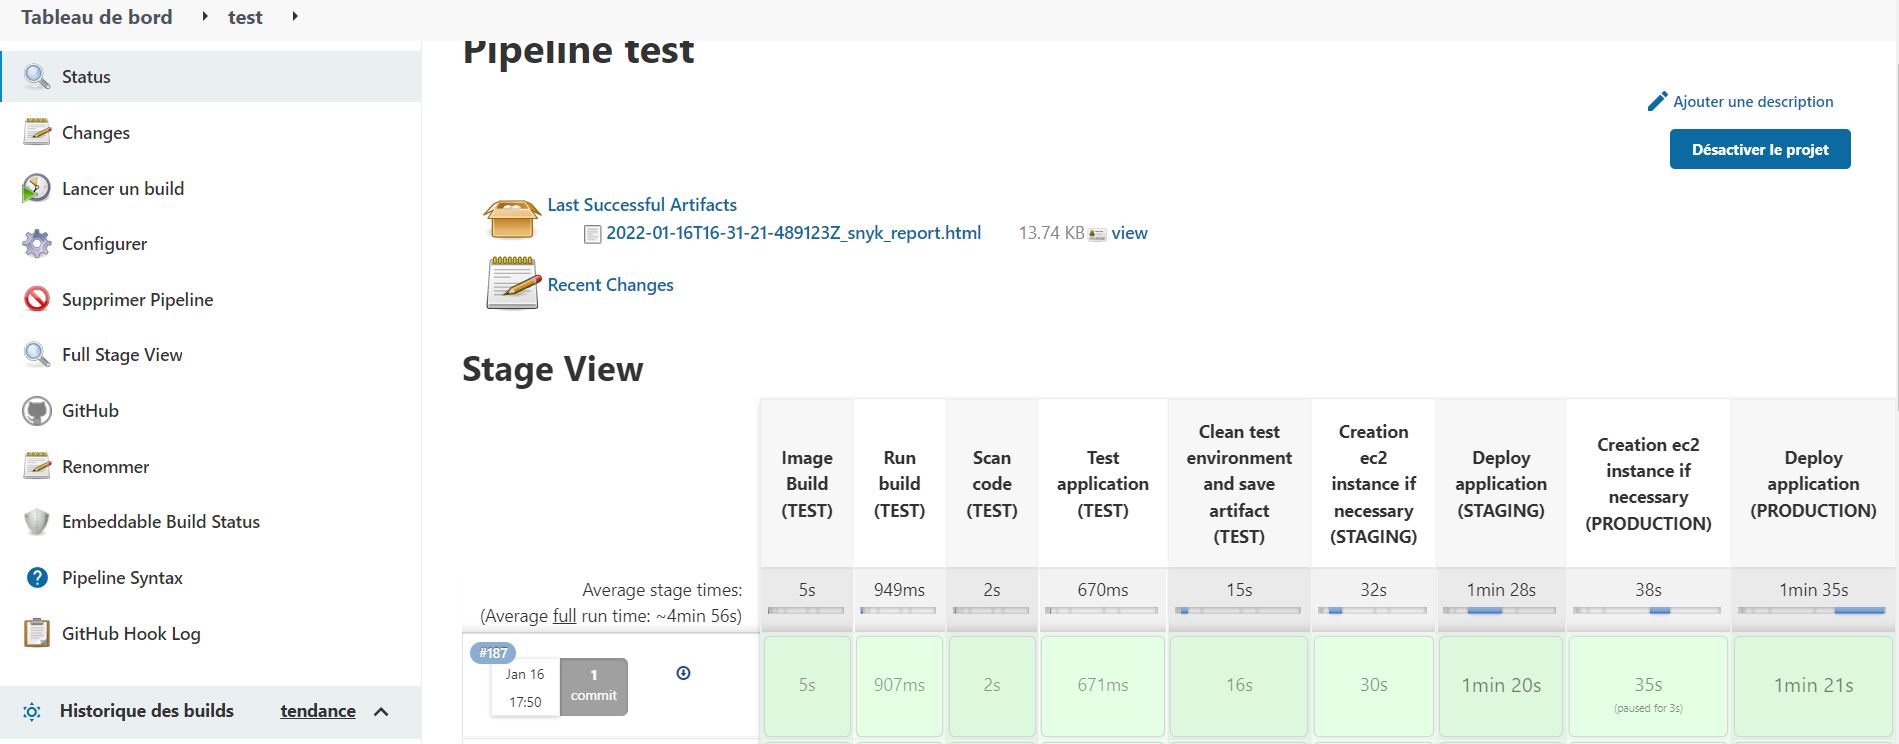 Tableau de bord
test
Status
Changes
Lancer un build
Configurer
Supprimer Pipeline
Full Stage View
GitHub
Renommer
Embeddable Build Status
Pipeline Syntax
GitHub Hook Log
Historique des builds tendance
Pipeline test
Ajouter une description
Désactiver le projet
Last Successful Artifacts
2022-01-16T16-31-21-489123Z_snyk_report.html 13.74 KB view
Recent Changes
Stage View
Image
Build
(TEST)
Run
build
(TEST)
Scan
code
(TEST)
Test
application
(TEST)
Clean test
environment
and save
artifact
(TEST)
Creation
ec2
instance if
necessary
(STAGING)
Deploy
application
(STAGING)
Creation ec2
instance if
necessary
(PRODUCTION)
Deploy
application
(PRODUCTION)
Average stage times:
(Average full run time: ~4min 56s)
5s 949ms 2s 670ms 15s 32s 1min 28s 38s 1min 35s
#187
Jan 16
17:50
1
commit
5s 907ms 2s 671ms 16s 30s 1min 20s 35s 1min 21s
(paused for 3s)